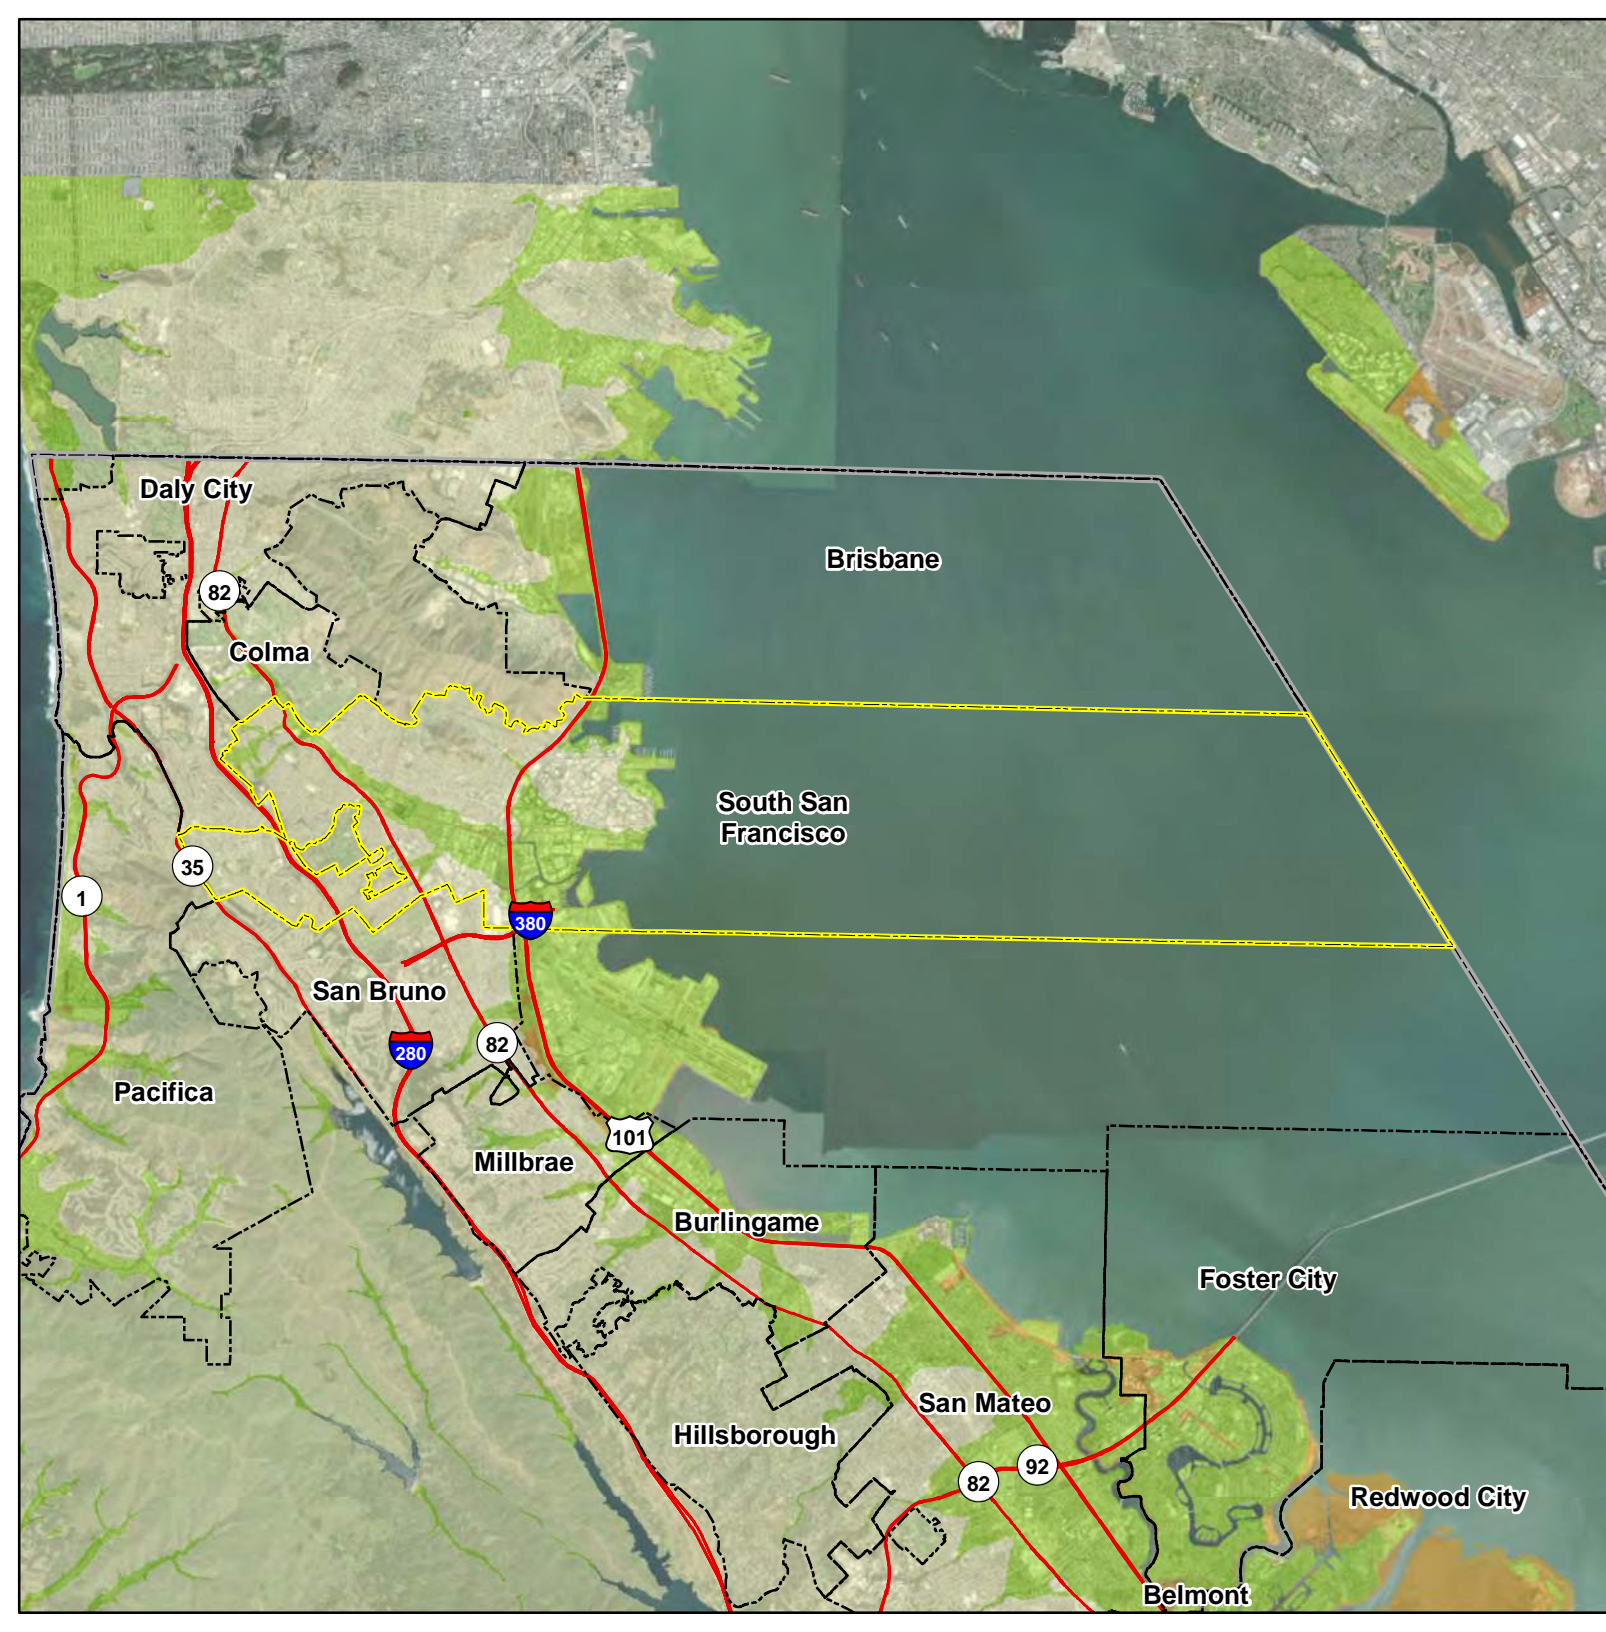 Daly City
Brisbane
82
Colma
South San
Francisco
35
1
380
San Bruno
82
280
Pacifica
101
Millbrae
Burlingame
Foster City
San Mateo
Hillsborough
92
82
Redwood City
Belmont